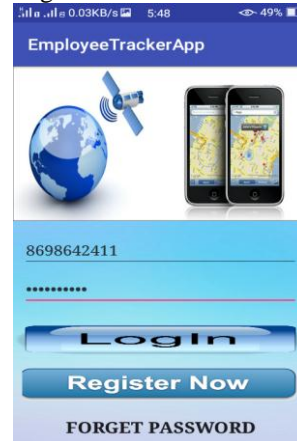 0.03KB/s 5:48 49%
EmployeeTrackerApp
8698642411
••••••••••
LogIn
Register Now
FORGET PASSWORD